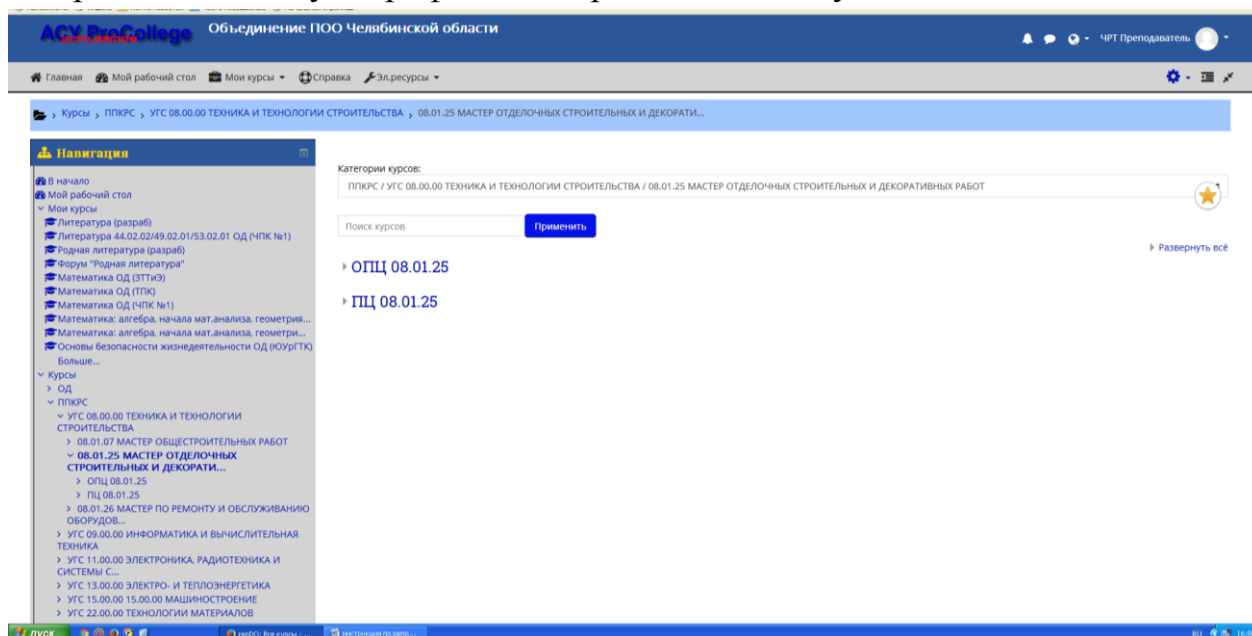 ACY ProCollege
Объединение ПОО Челябинской области
ЧРТ Преподаватель
Главная Мой рабочий стол Мои курсы Справка Эл.ресурсы
Курсы ППКРС УГС 08.00.00 ТЕХНИКА И ТЕХНОЛОГИИ СТРОИТЕЛЬСТВА 08.01.25 МАСТЕР ОТДЕЛОЧНЫХ СТРОИТЕЛЬНЫХ И ДЕКОРАТИ...
Навигация
В начало
Мой рабочий стол
Мои курсы
Литература (разраб)
Литература 44.02.02/49.02.01/53.02.01 ОД (ЧПК №1)
Родная литература (разраб)
Форум "Родная литература"
Математика ОД (ЗТТиЭ)
Математика ОД (ТПК)
Математика ОД (ЧПК №1)
Математика: алгебра, начала мат.анализа, геометрия...
Математика: алгебра, начала мат.анализа, геометри...
Основы безопасности жизнедеятельности ОД (ЮУрГТК)
Больше...
Курсы
ОД
ППКРС
УГС 08.00.00 ТЕХНИКА И ТЕХНОЛОГИИ
СТРОИТЕЛЬСТВА
08.01.07 МАСТЕР ОБЩЕСТРОИТЕЛЬНЫХ РАБОТ
08.01.25 МАСТЕР ОТДЕЛОЧНЫХ
СТРОИТЕЛЬНЫХ И ДЕКОРАТИ...
ОПЦ 08.01.25
ПЦ 08.01.25
08.01.26 МАСТЕР ПО РЕМОНТУ И ОБСЛУЖИВАНИЮ
ОБОРУДОВ...
УГС 09.00.00 ИНФОРМАТИКА И ВЫЧИСЛИТЕЛЬНАЯ
ТЕХНИКА
УГС 11.00.00 ЭЛЕКТРОНИКА, РАДИОТЕХНИКА И
СИСТЕМЫ С...
УГС 13.00.00 ЭЛЕКТРО- И ТЕПЛОЭНЕРГЕТИКА
УГС 15.00.00 15.00.00 МАШИНОСТРОЕНИЕ
УГС 22.00.00 ТЕХНОЛОГИИ МАТЕРИАЛОВ
Категории курсов:
ППКРС / УГС 08.00.00 ТЕХНИКА И ТЕХНОЛОГИИ СТРОИТЕЛЬСТВА / 08.01.25 МАСТЕР ОТДЕЛОЧНЫХ СТРОИТЕЛЬНЫХ И ДЕКОРАТИВНЫХ РАБОТ
Поиск курсов Применить
Развернуть всё
ОПЦ 08.01.25
ПЦ 08.01.25